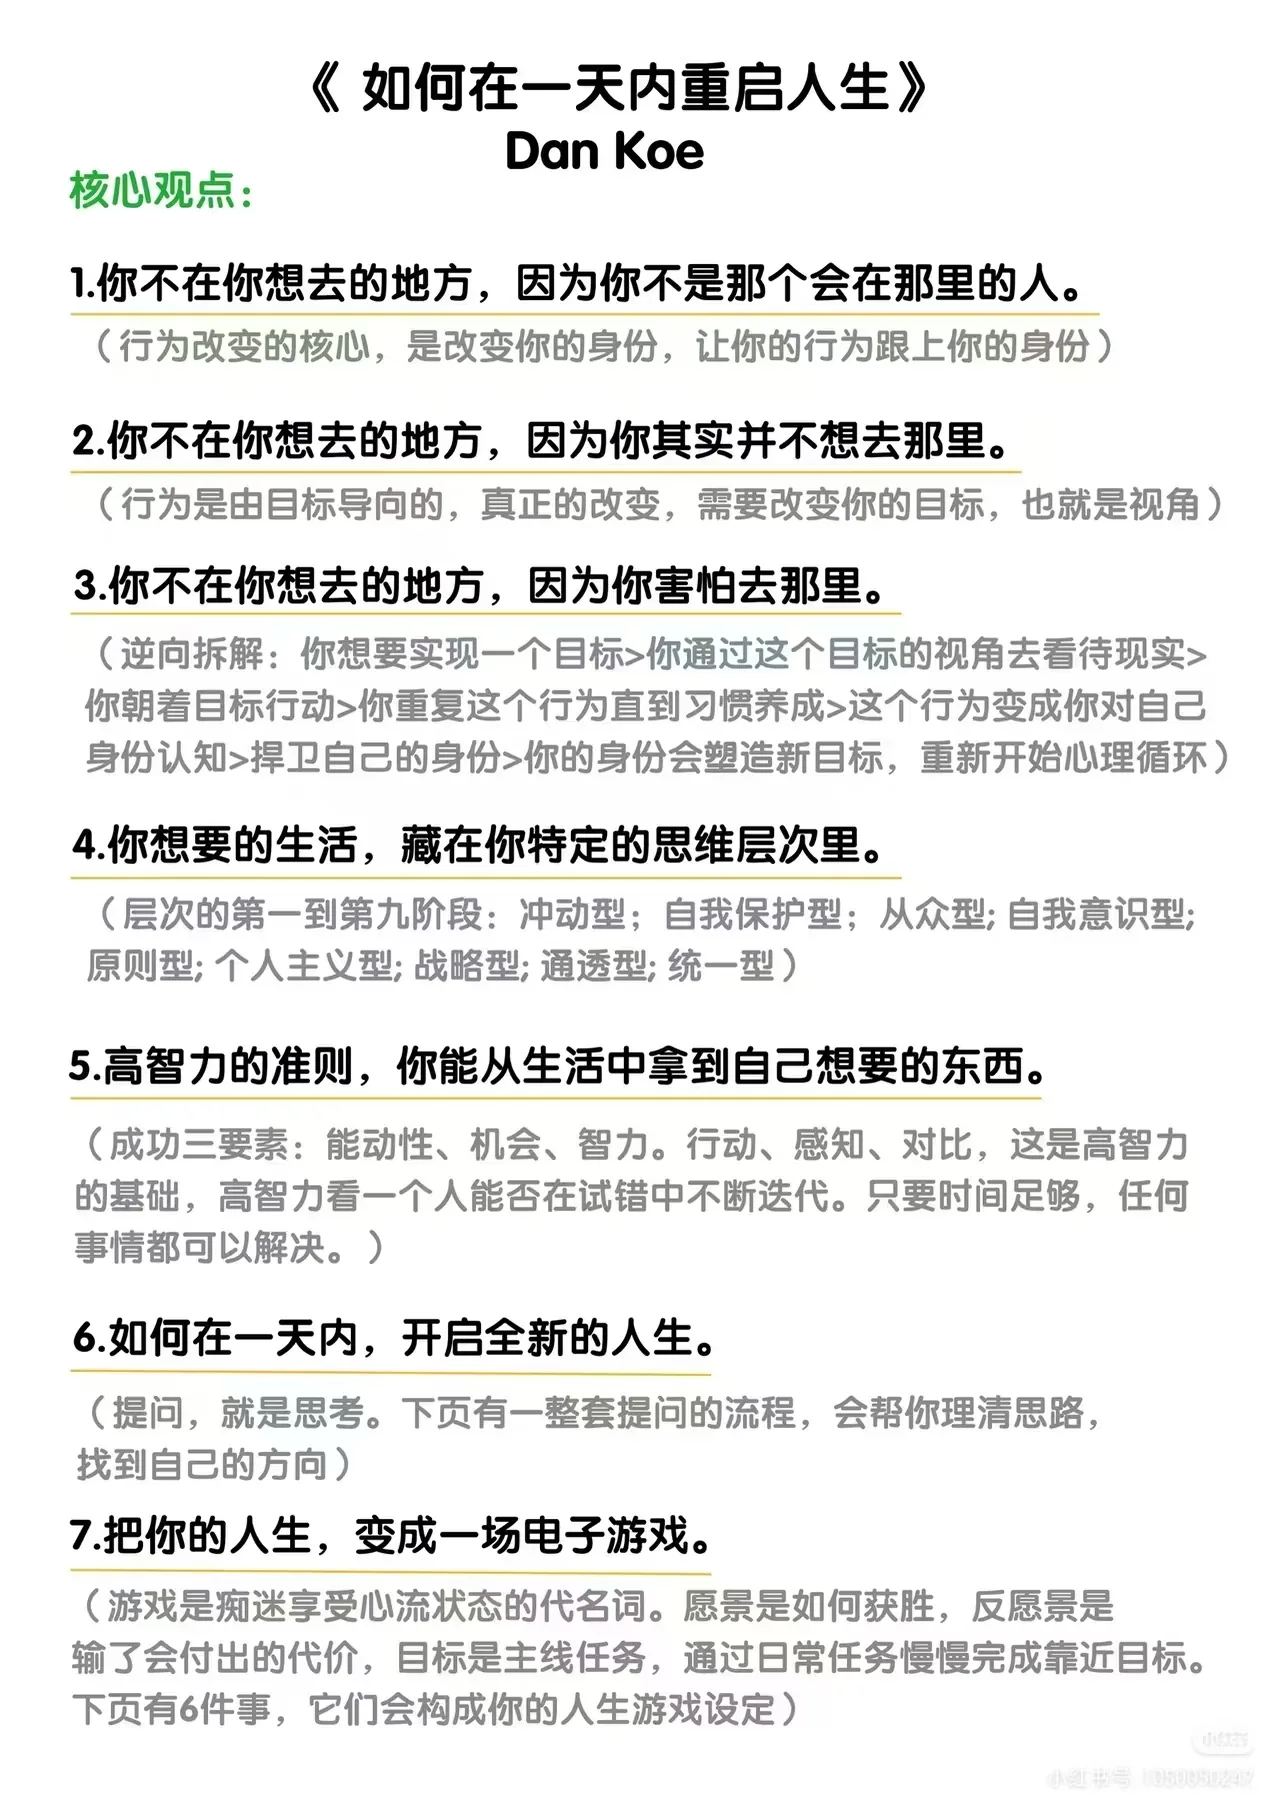 《 如何在一天内重启人生》
Dan Koe
核心观点：
1.你不在你想去的地方，因为你不是那个会在那里的人。
（行为改变的核心，是改变你的身份，让你的行为跟上你的身份）
2.你不在你想去的地方，因为你其实并不想去那里。
（行为是由目标导向的，真正的改变，需要改变你的目标，也就是视角）
3.你不在你想去的地方，因为你害怕去那里。
（逆向拆解：你想要实现一个目标>你通过这个目标的视角去看待现实>
你朝着目标行动>你重复这个行为直到习惯养成>这个行为变成你对自己
身份认知>捍卫自己的身份>你的身份会塑造新目标，重新开始心理循环）
4.你想要的生活，藏在你特定的思维层次里。
（层次的第一到第九阶段：冲动型；自我保护型；从众型; 自我意识型;
原则型; 个人主义型; 战略型; 通透型; 统一型）
5.高智力的准则，你能从生活中拿到自己想要的东西。
（成功三要素：能动性、机会、智力。行动、感知、对比，这是高智力
的基础，高智力看一个人能否在试错中不断迭代。只要时间足够，任何
事情都可以解决。）
6.如何在一天内，开启全新的人生。
（提问，就是思考。下页有一整套提问的流程，会帮你理清思路，
找到自己的方向）
7.把你的人生，变成一场电子游戏。
（游戏是痴迷享受心流状态的代名词。愿景是如何获胜，反愿景是
输了会付出的代价，目标是主线任务，通过日常任务慢慢完成靠近目标。
下页有6件事，它们会构成你的人生游戏设定）
小红书
小红书号